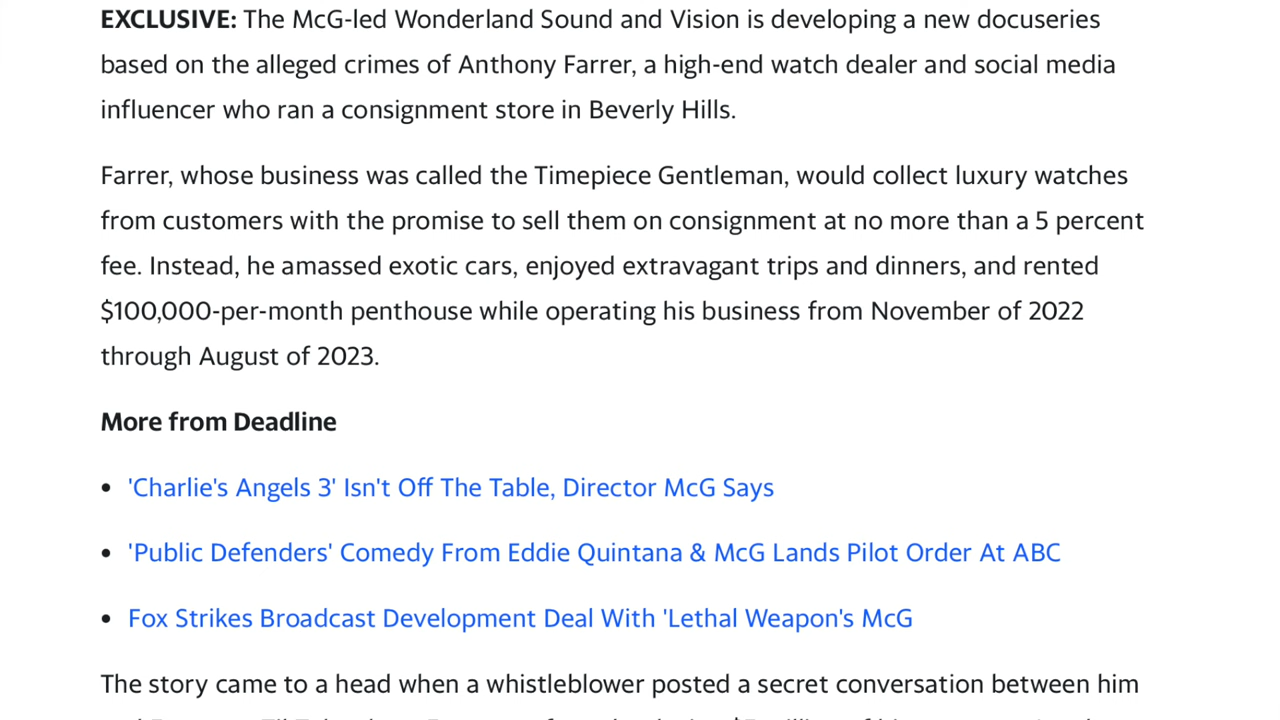 EXCLUSIVE: The McG-led Wonderland Sound and Vision is developing a new docuseries
based on the alleged crimes of Anthony Farrer, a high-end watch dealer and social media
influencer who ran a consignment store in Beverly Hills.
Farrer, whose business was called the Timepiece Gentleman, would collect luxury watches
from customers with the promise to sell them on consignment at no more than a 5 percent
fee. Instead, he amassed exotic cars, enjoyed extravagant trips and dinners, and rented
$100,000-per-month penthouse while operating his business from November of 2022
through August of 2023.
More from Deadline
• 'Charlie's Angels 3' Isn't Off The Table, Director McG Says
• 'Public Defenders' Comedy From Eddie Quintana & McG Lands Pilot Order At ABC
• Fox Strikes Broadcast Development Deal With 'Lethal Weapon's McG
The story came to a head when a whistleblower posted a secret conversation between him